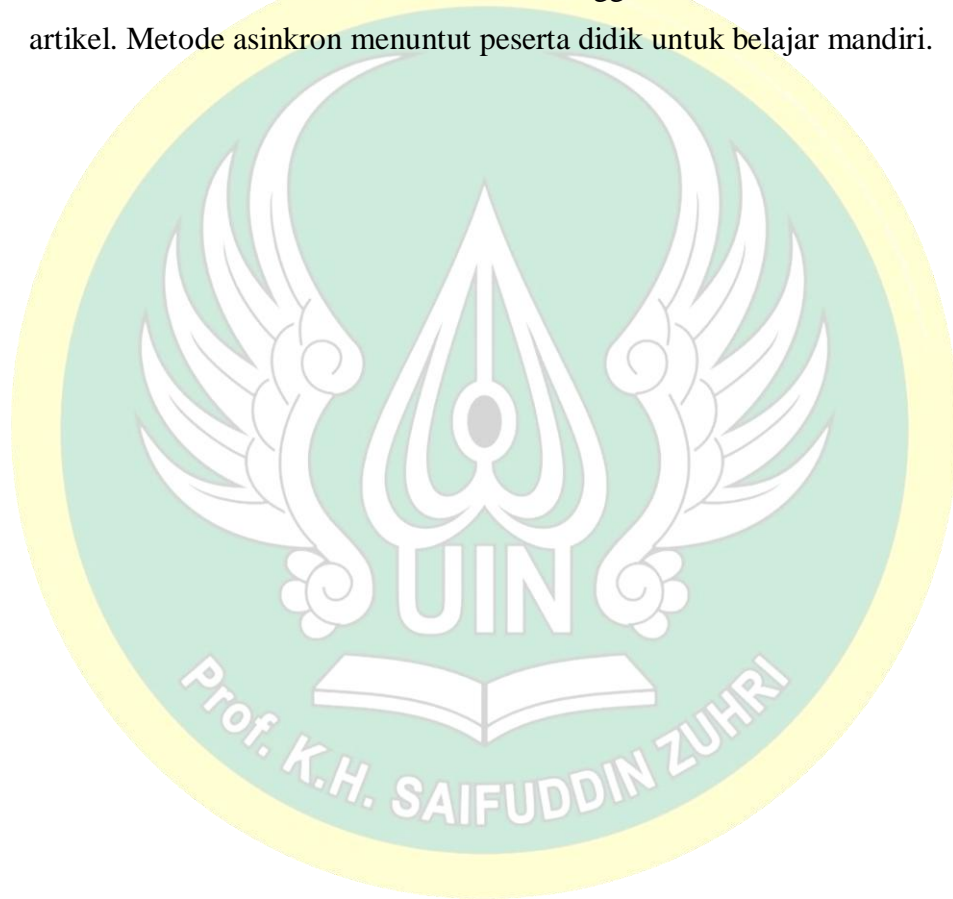 artikel. Metode asinkron menuntut peserta didik untuk belajar mandiri.
UIN
Prof. K.H. SAIFUDDIN ZUHRI